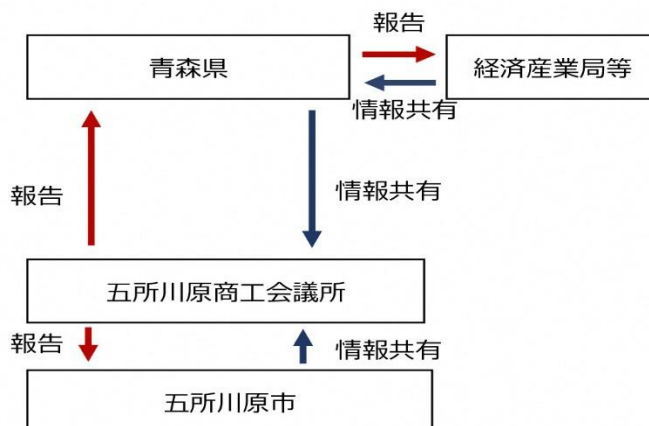 報告
青森県
経済産業局等
情報共有
報告
情報共有
五所川原商工会議所
報告
情報共有
五所川原市